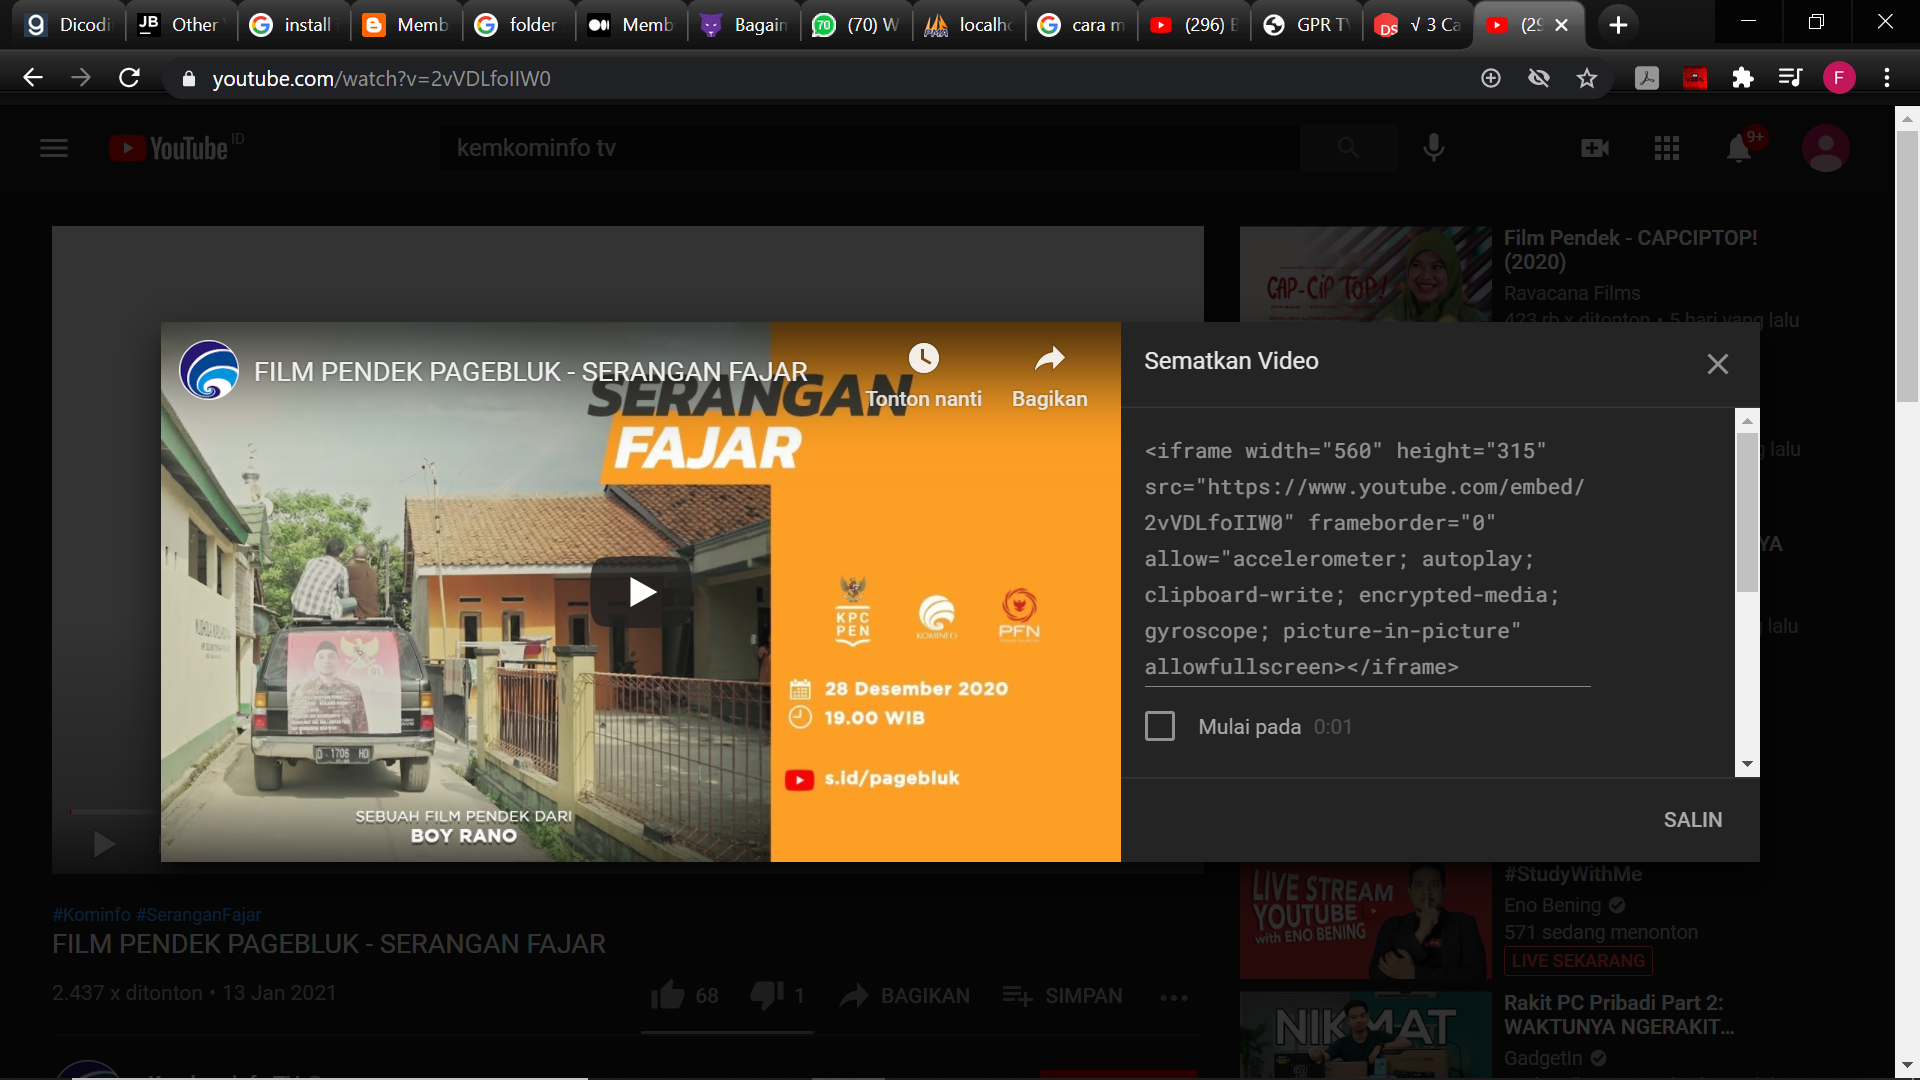 Dicodi
JB Other
install
Memb
folder
Memb
Bagain
70 (70) W
localho
cara m
(296) B
GPR TV
DS √ 3 Ca
(29
youtube.com/watch?v=2vVDLfoIIW0
F
YouTube ID
kemkominfo tv
9+
Film Pendek - CAPCIPTOP!
(2020)
Ravacana Films
423 rb x ditonton • 5 hari yang lalu
CAP-CIP TOP!
FILM PENDEK PAGEBLUK - SERANGAN FAJAR
Tonton nanti
Bagikan
SERANGAN
FAJAR
KPC
PEN
KOMINFO
PFN
28 Desember 2020
19.00 WIB
s.id/pagebluk
D 1706 HD
SEBUAH FILM PENDEK DARI
BOY RANO
Sematkan Video
<iframe width="560" height="315"
src="https://www.youtube.com/embed/
2vVDLfoIIW0" frameborder="0"
allow="accelerometer; autoplay;
clipboard-write; encrypted-media;
gyroscope; picture-in-picture"
allowfullscreen></iframe>
Mulai pada 0:01
SALIN
lalu
YA
lalu
#Kominfo #SeranganFajar
FILM PENDEK PAGEBLUK - SERANGAN FAJAR
2.437 x ditonton • 13 Jan 2021
68
1
BAGIKAN
SIMPAN
LIVE STREAM
YOUTUBE
with ENO BENING
#StudyWithMe
Eno Bening
571 sedang menonton
LIVE SEKARANG
NIKMAT
Rakit PC Pribadi Part 2:
WAKTUNYA NGERAKIT...
GadgetIn